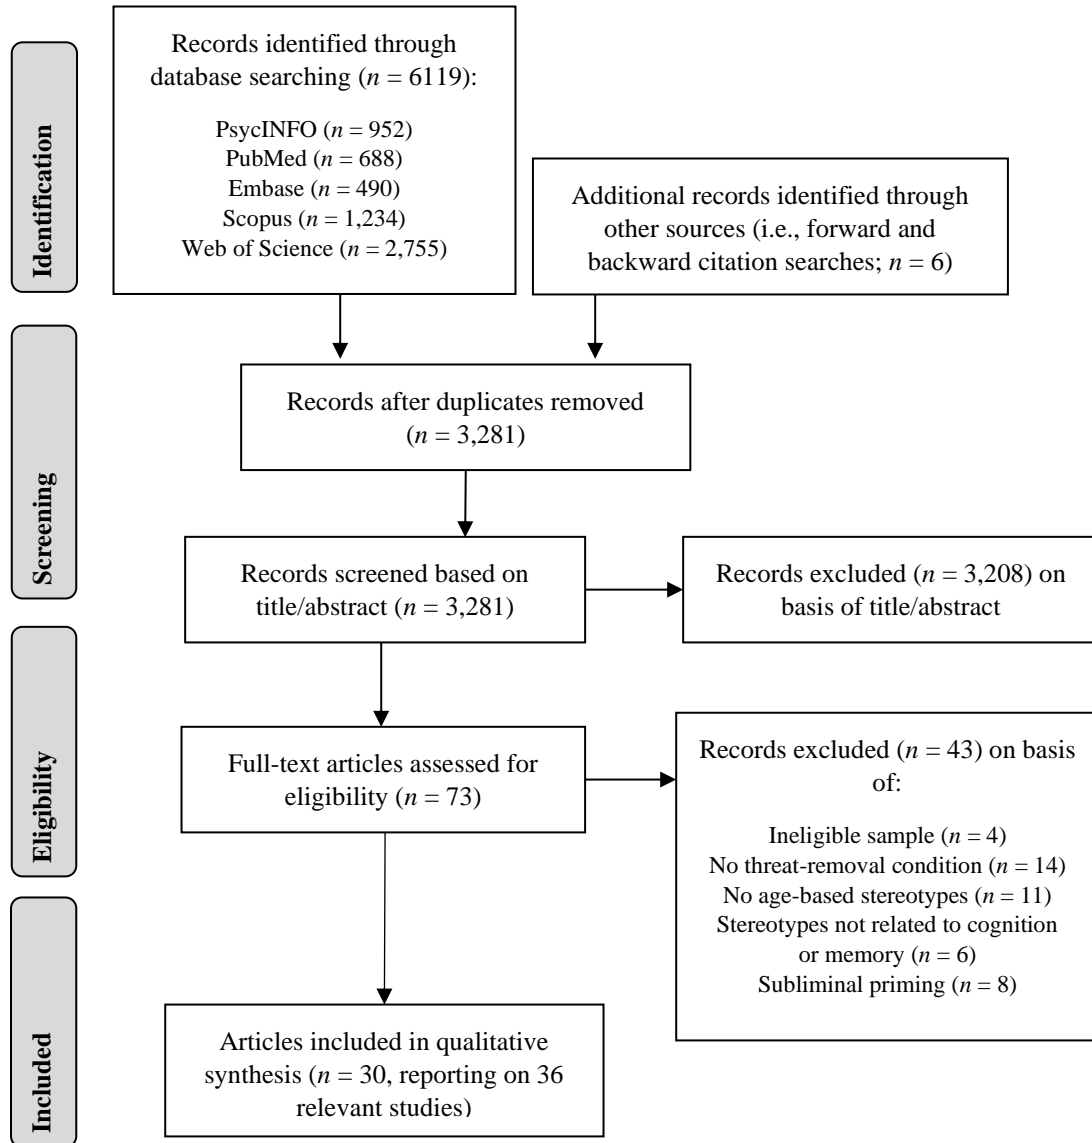 Identification
Records identified through
database searching (n = 6119):
PsycINFO (n = 952)
PubMed (n = 688)
Embase (n = 490)
Scopus (n = 1,234)
Web of Science (n = 2,755)
Additional records identified through
other sources (i.e., forward and
backward citation searches; n = 6)
Screening
Records after duplicates removed
(n = 3,281)
Records screened based on
title/abstract (n = 3,281)
Records excluded (n = 3,208) on
basis of title/abstract
Eligibility
Full-text articles assessed for
eligibility (n = 73)
Records excluded (n = 43) on basis
of:
Ineligible sample (n = 4)
No threat-removal condition (n = 14)
No age-based stereotypes (n = 11)
Stereotypes not related to cognition
or memory (n = 6)
Subliminal priming (n = 8)
Included
Articles included in qualitative
synthesis (n = 30, reporting on 36
relevant studies)